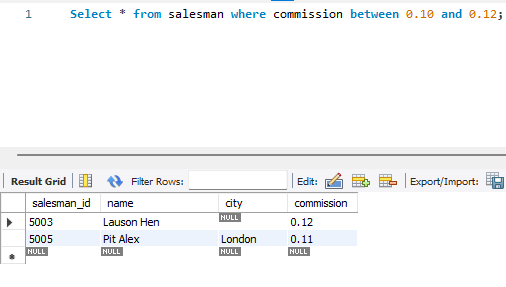 1 Select * from salesman where commission between 0.10 and 0.12;
Result Grid Filter Rows: Edit: Export/Import:
salesman_id name city commission
5003 Lauson Hen NULL 0.12
5005 Pit Alex London 0.11
NULL NULL NULL NULL